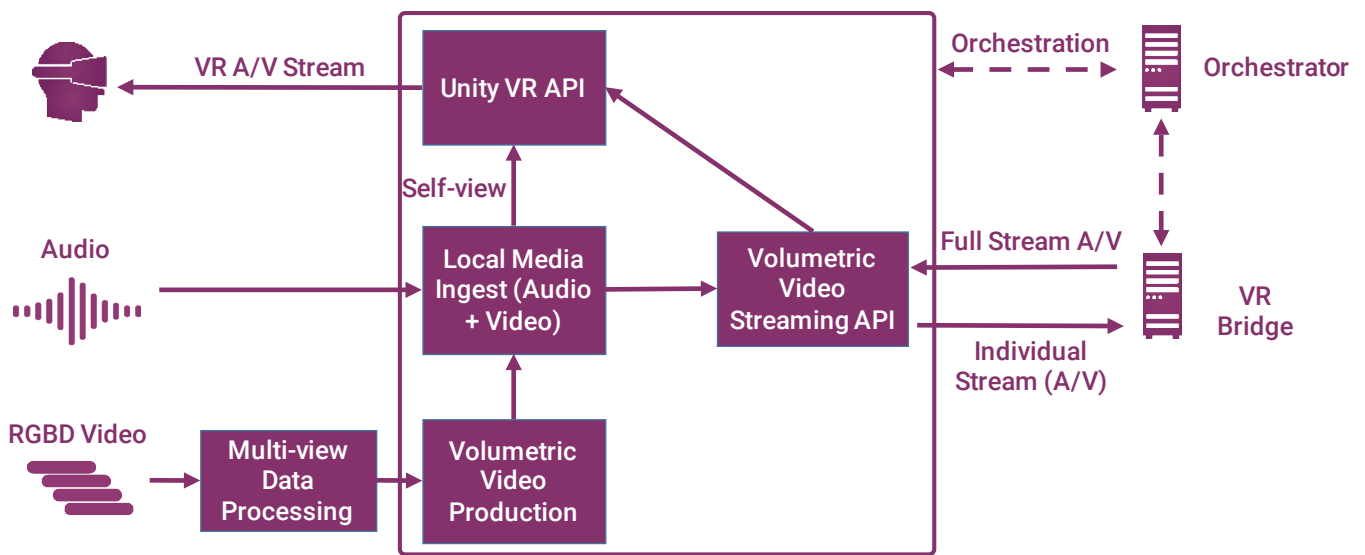 VR A/V Stream
Unity VR API
Orchestration
Orchestrator
Self-view
Audio
Local Media
Ingest (Audio
+ Video)
Volumetric
Video
Streaming API
Full Stream A/V
VR
Bridge
Individual
Stream (A/V)
RGBD Video
Multi-view
Data
Processing
Volumetric
Video
Production